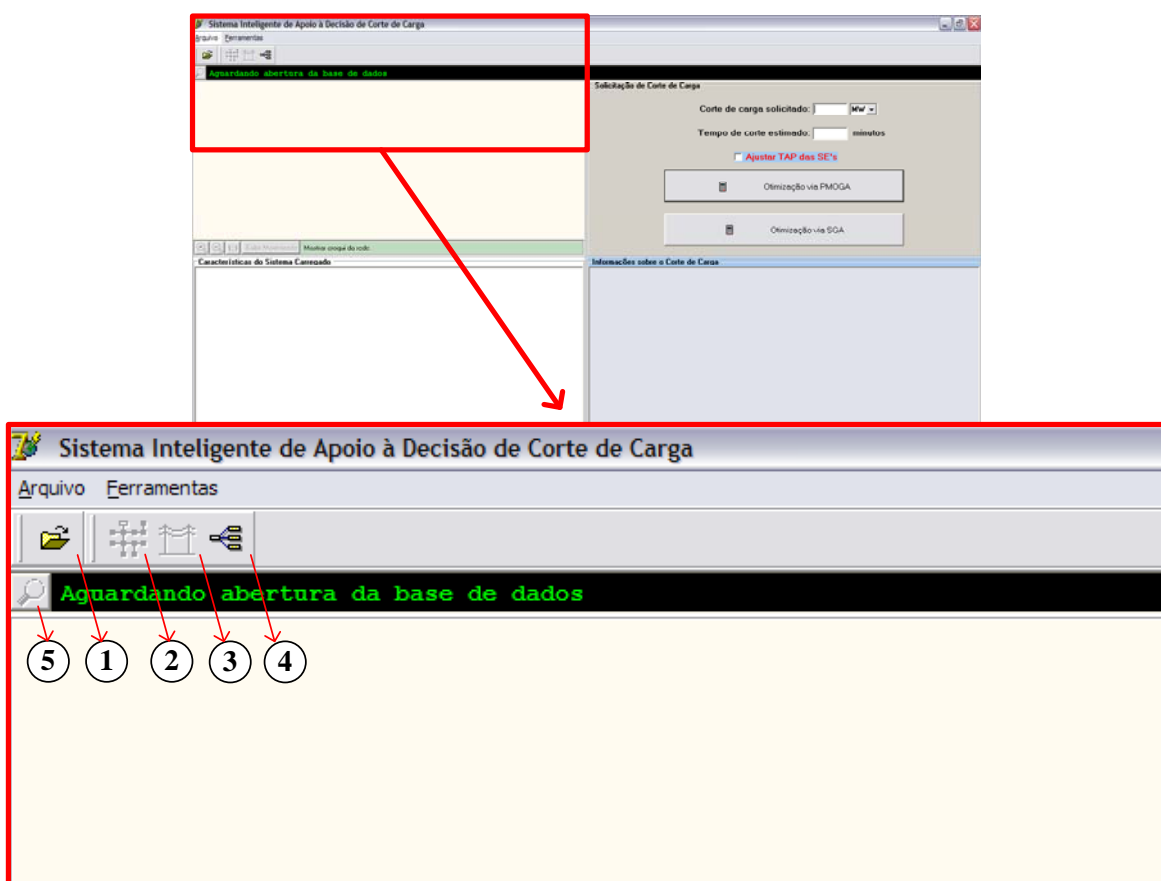 Sistema Inteligente de Apoio à Decisão de Corte de Carga
Arquivo Ferramentas
Aguardando abertura da base de dados
Solicitação de Corte de Carga
Corte de carga solicitado: MW
Tempo de corte estimado: minutos
Ajustar TAP das SE's
Otimização via PMOGA
Otimização via SGA
Mostrar croqui da rede
Características do Sistema Carregado
Informações sobre o Corte de Carga
Sistema Inteligente de Apoio à Decisão de Corte de Carga
Arquivo Ferramentas
Aguardando abertura da base de dados
5 1 2 3 4